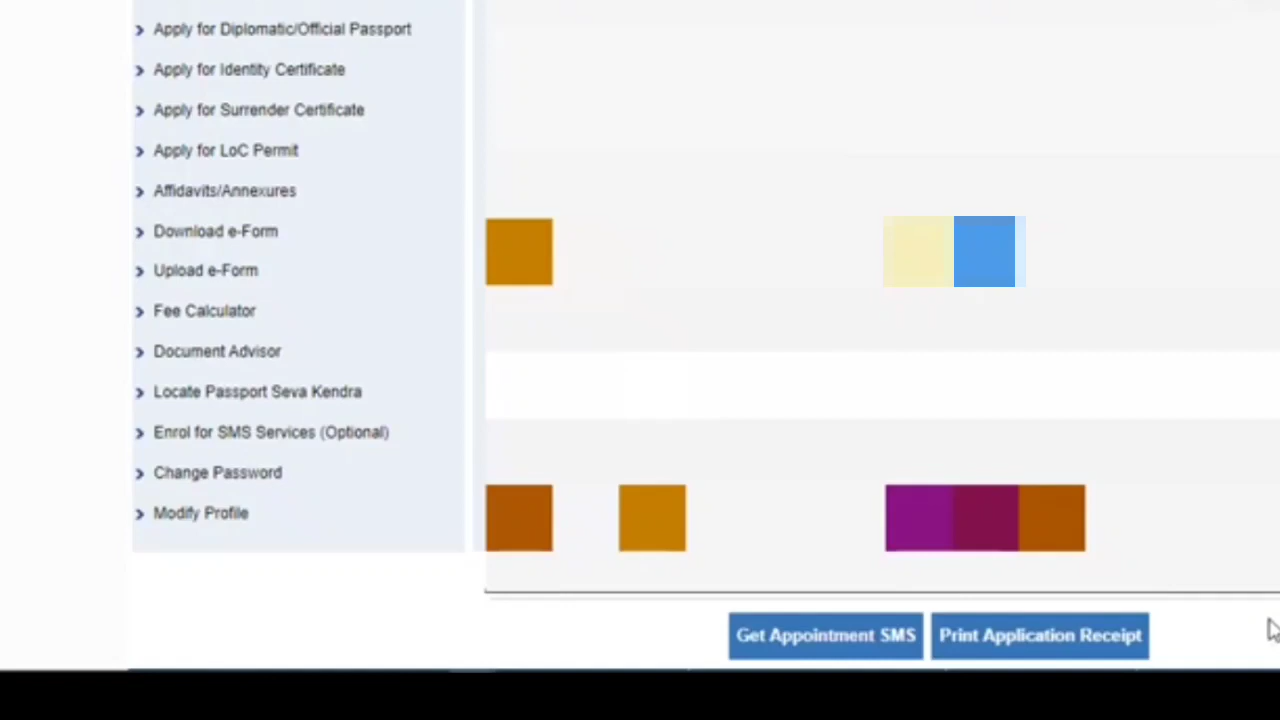 Apply for Diplomatic/Official Passport
Apply for Identity Certificate
Apply for Surrender Certificate
Apply for LoC Permit
Affidavits/Annexures
Download e-Form
Upload e-Form
Fee Calculator
Document Advisor
Locate Passport Seva Kendra
Enrol for SMS Services (Optional)
Change Password
Modify Profile
Get Appointment SMS
Print Application Receipt